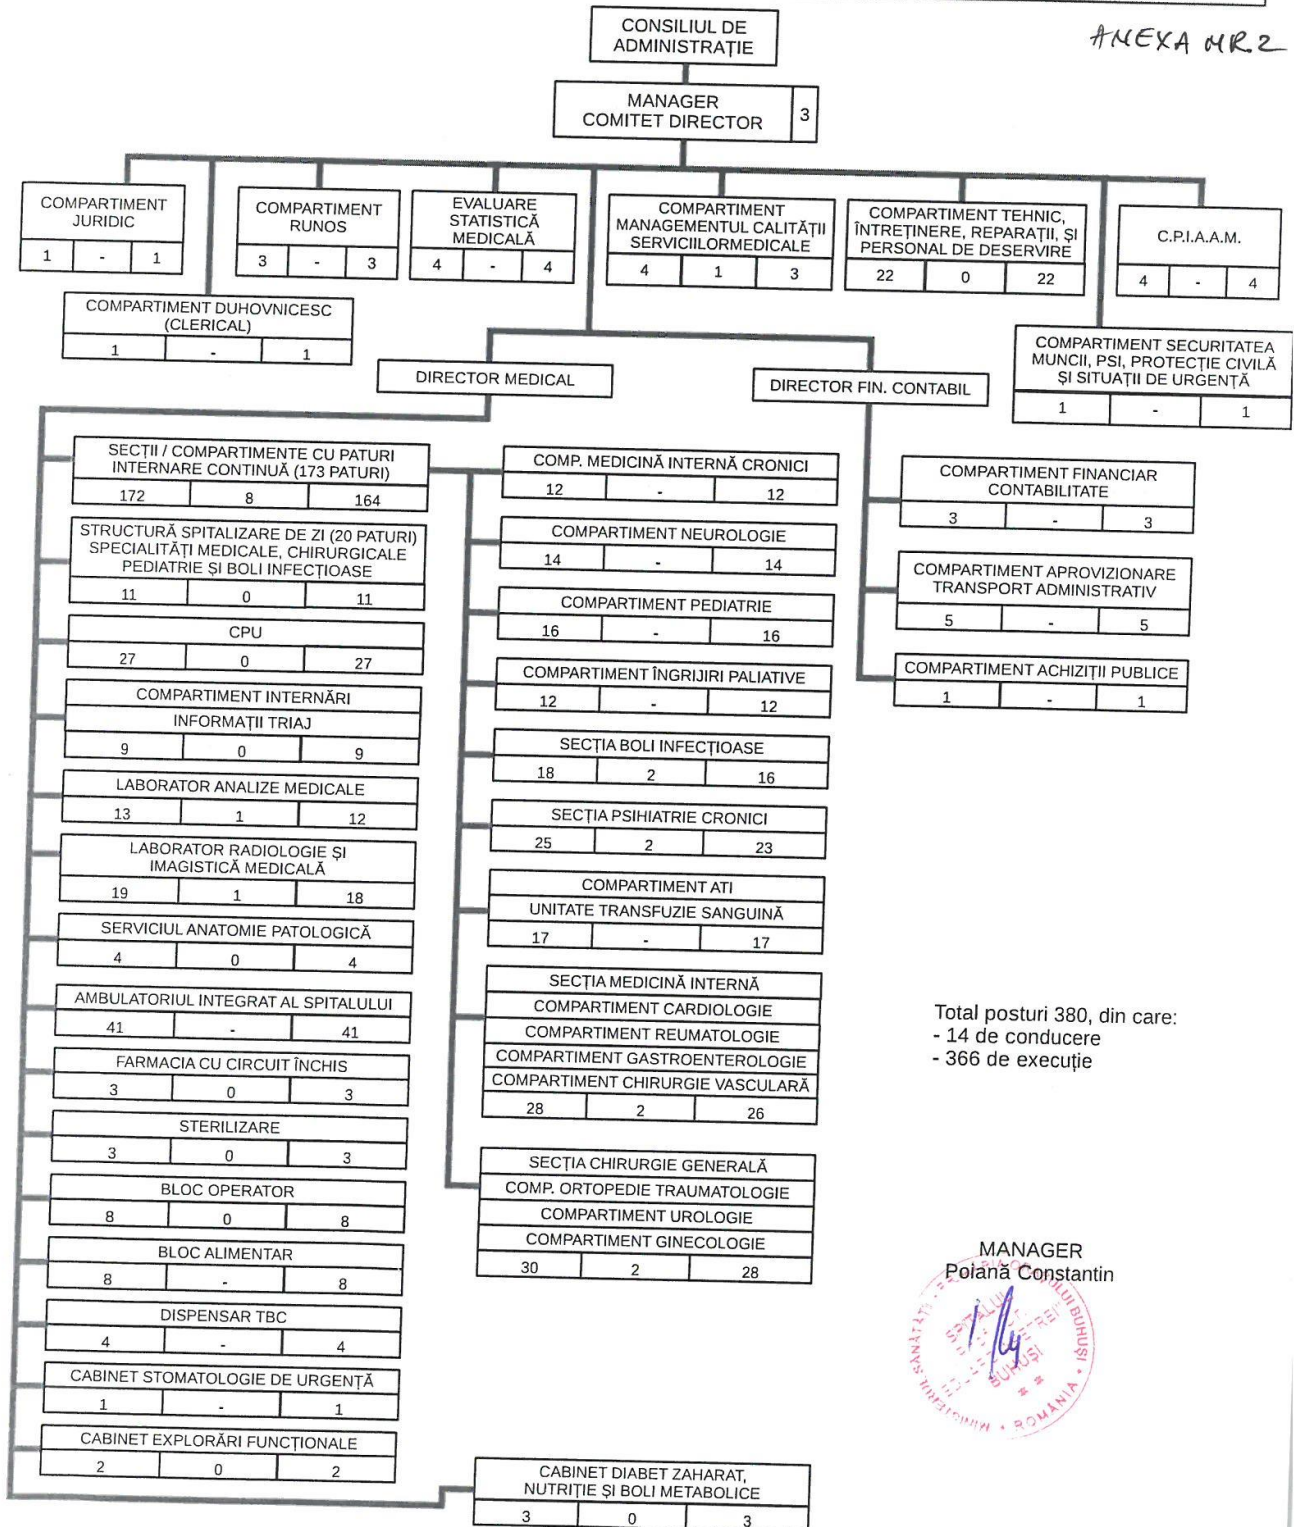 ANEXA NR.2
CONSILIUL DE
ADMINISTRAȚIE
MANAGER
COMITET DIRECTOR
3
COMPARTIMENT
JURIDIC
1 - 1
COMPARTIMENT
RUNOS
3 - 3
EVALUARE
STATISTICĂ
MEDICALĂ
4 - 4
COMPARTIMENT
MANAGEMENTUL CALITĂȚII
SERVICIILORMEDICALE
4 1 3
COMPARTIMENT TEHNIC,
ÎNTREȚINERE, REPARAȚII, ȘI
PERSONAL DE DESERVIRE
22 0 22
C.P.I.A.A.M.
4 - 4
COMPARTIMENT DUHOVNICESC
(CLERICAL)
1 - 1
COMPARTIMENT SECURITATEA
MUNCII, PSI, PROTECȚIE CIVILĂ
ȘI SITUAȚII DE URGENȚĂ
1 - 1
DIRECTOR MEDICAL
DIRECTOR FIN. CONTABIL
SECȚII / COMPARTIMENTE CU PATURI
INTERNARE CONTINUĂ (173 PATURI)
172 8 164
STRUCTURĂ SPITALIZARE DE ZI (20 PATURI)
SPECIALITĂȚI MEDICALE, CHIRURGICALE
PEDIATRIE ȘI BOLI INFECȚIOASE
11 0 11
CPU
27 0 27
COMPARTIMENT INTERNĂRI
INFORMAȚII TRIAJ
9 0 9
LABORATOR ANALIZE MEDICALE
13 1 12
LABORATOR RADIOLOGIE ȘI
IMAGISTICĂ MEDICALĂ
19 1 18
SERVICIUL ANATOMIE PATOLOGICĂ
4 0 4
AMBULATORIUL INTEGRAT AL SPITALULUI
41 - 41
FARMACIA CU CIRCUIT ÎNCHIS
3 0 3
STERILIZARE
3 0 3
BLOC OPERATOR
8 0 8
BLOC ALIMENTAR
8 - 8
DISPENSAR TBC
4 - 4
CABINET STOMATOLOGIE DE URGENȚĂ
1 - 1
CABINET EXPLORĂRI FUNCȚIONALE
2 0 2
COMP. MEDICINĂ INTERNĂ CRONICI
12 - 12
COMPARTIMENT NEUROLOGIE
14 - 14
COMPARTIMENT PEDIATRIE
16 - 16
COMPARTIMENT ÎNGRIJIRI PALIATIVE
12 - 12
SECȚIA BOLI INFECȚIOASE
18 2 16
SECȚIA PSIHIATRIE CRONICI
25 2 23
COMPARTIMENT ATI
UNITATE TRANSFUZIE SANGUINĂ
17 - 17
SECȚIA MEDICINĂ INTERNĂ
COMPARTIMENT CARDIOLOGIE
COMPARTIMENT REUMATOLOGIE
COMPARTIMENT GASTROENTEROLOGIE
COMPARTIMENT CHIRURGIE VASCULARĂ
28 2 26
SECȚIA CHIRURGIE GENERALĂ
COMP. ORTOPEDIE TRAUMATOLOGIE
COMPARTIMENT UROLOGIE
COMPARTIMENT GINECOLOGIE
30 2 28
CABINET DIABET ZAHARAT,
NUTRIȚIE ȘI BOLI METABOLICE
3 0 3
COMPARTIMENT FINANCIAR
CONTABILITATE
3 - 3
COMPARTIMENT APROVIZIONARE
TRANSPORT ADMINISTRATIV
5 - 5
COMPARTIMENT ACHIZIȚII PUBLICE
1 - 1
Total posturi 380, din care:
- 14 de conducere
- 366 de execuție
MANAGER
Poiană Constantin
MINISTERUL SĂNĂTĂȚII
BUHUȘI
ROMÂNIA
SPITALUL
BUHUȘI